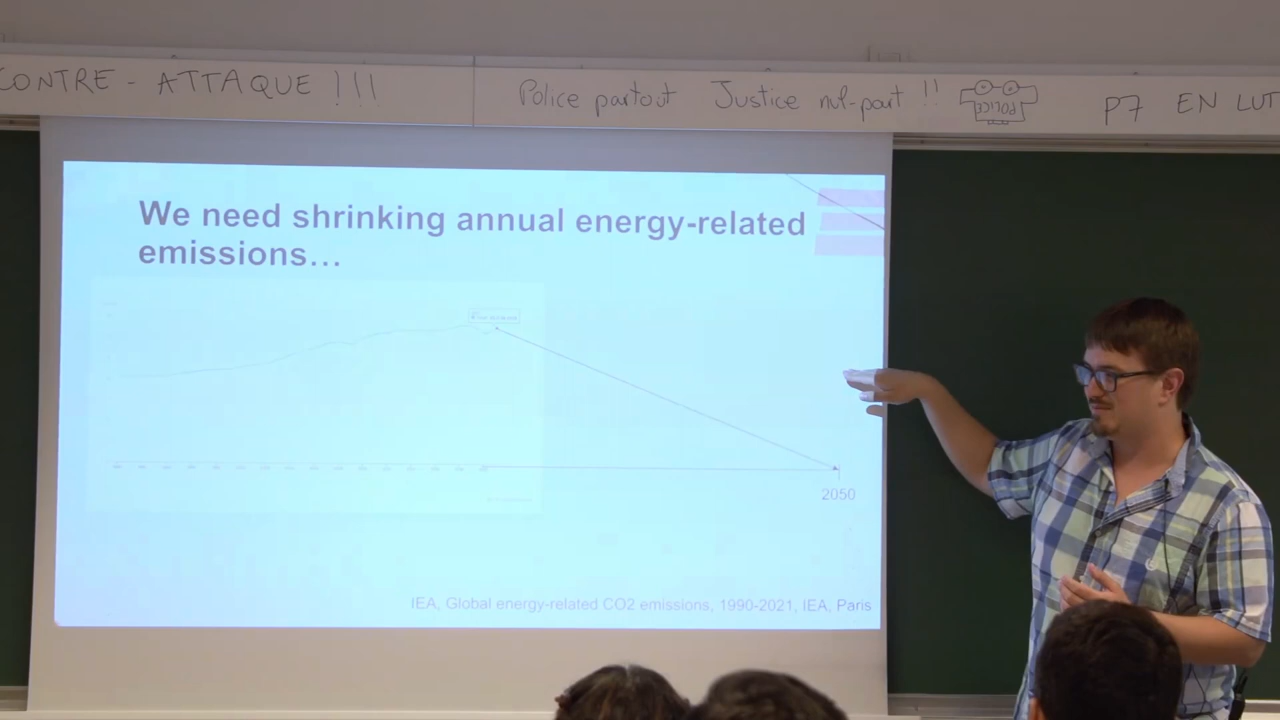 CONTRE - ATTAQUE !!!
Police partout Justice nul-part !!
POLICE
P7 EN LUT
We need shrinking annual energy-related
emissions...
2050
IEA, Global energy-related CO2 emissions, 1990-2021, IEA, Paris